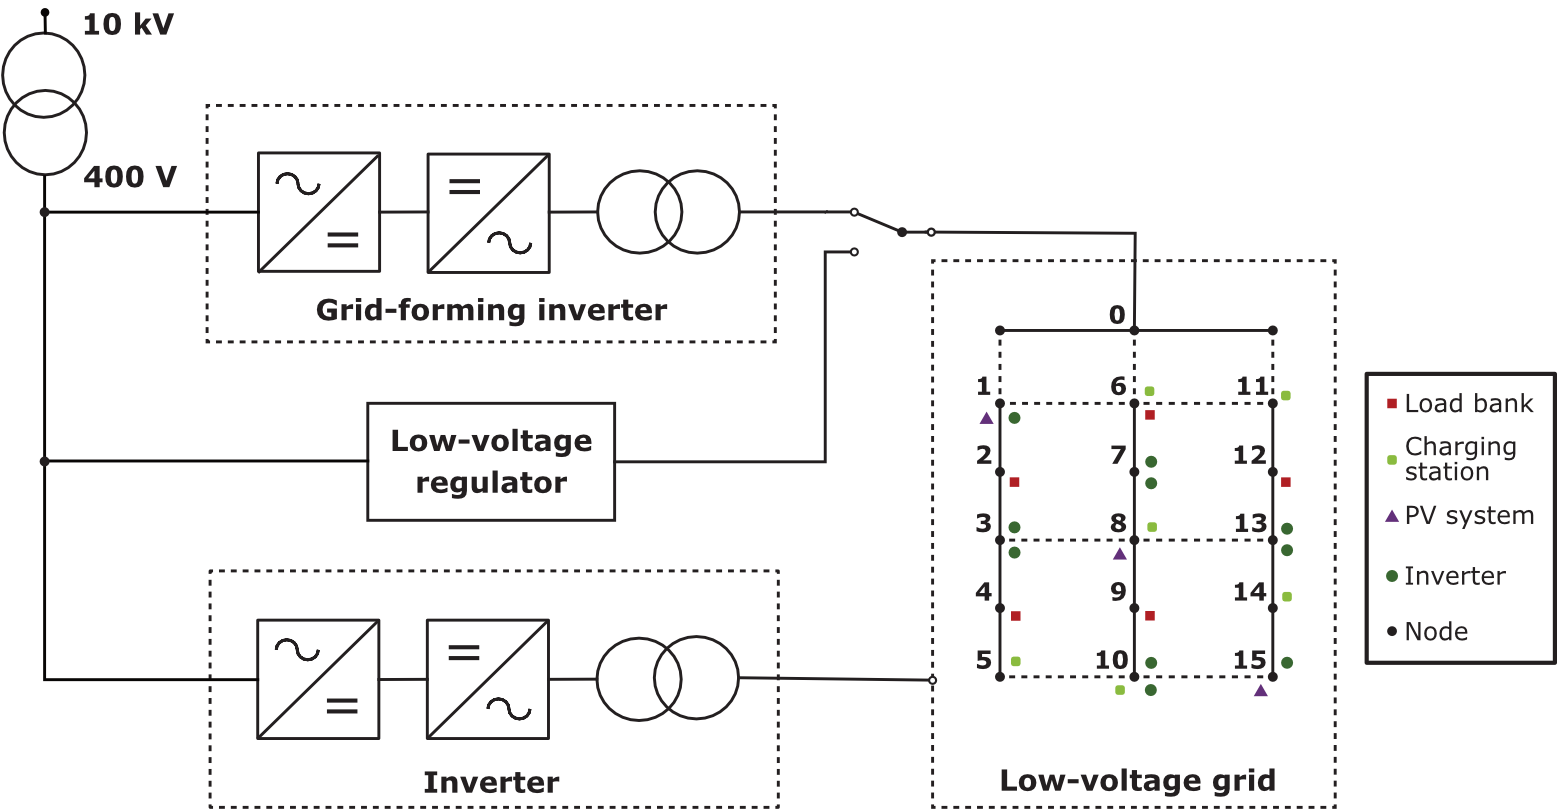 10 kV
400 V
Grid-forming inverter
Low-voltage
regulator
Inverter
0
1 6 11
2 7 12
3 8 13
4 9 14
5 10 15
Low-voltage grid
Load bank
Charging
station
PV system
Inverter
Node